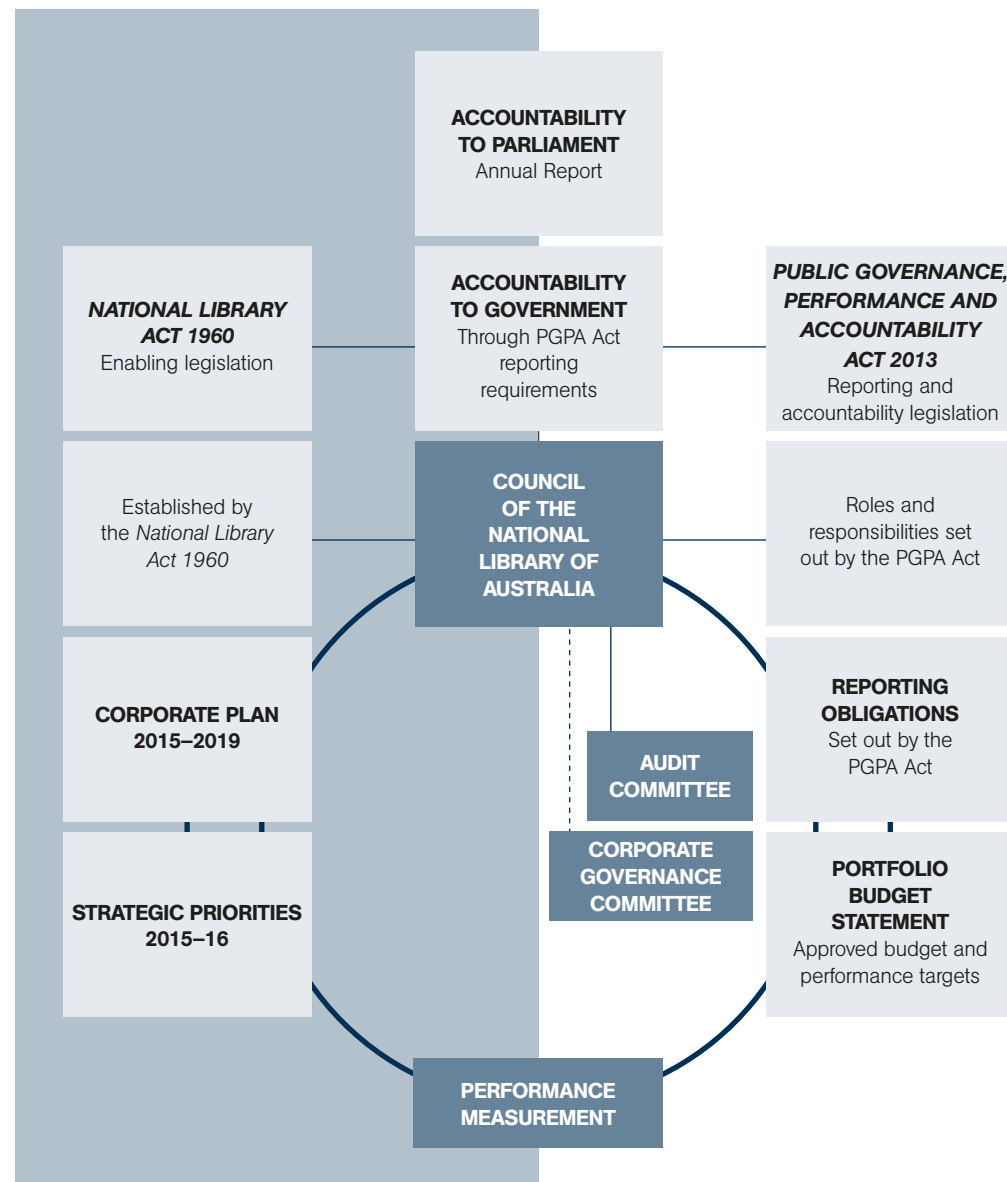 ACCOUNTABILITY
TO PARLIAMENT
Annual Report
NATIONAL LIBRARY
ACT 1960
Enabling legislation
ACCOUNTABILITY
TO GOVERNMENT
Through PGPA Act
reporting
requirements
PUBLIC GOVERNANCE,
PERFORMANCE AND
ACCOUNTABILITY
ACT 2013
Reporting and
accountability legislation
Established by
the National Library
Act 1960
COUNCIL
OF THE
NATIONAL
LIBRARY OF
AUSTRALIA
Roles and
responsibilities set
out by the PGPA Act
CORPORATE PLAN
2015–2019
AUDIT
COMMITTEE
REPORTING
OBLIGATIONS
Set out by the
PGPA Act
STRATEGIC PRIORITIES
2015–16
CORPORATE
GOVERNANCE
COMMITTEE
PORTFOLIO
BUDGET
STATEMENT
Approved budget and
performance targets
PERFORMANCE
MEASUREMENT